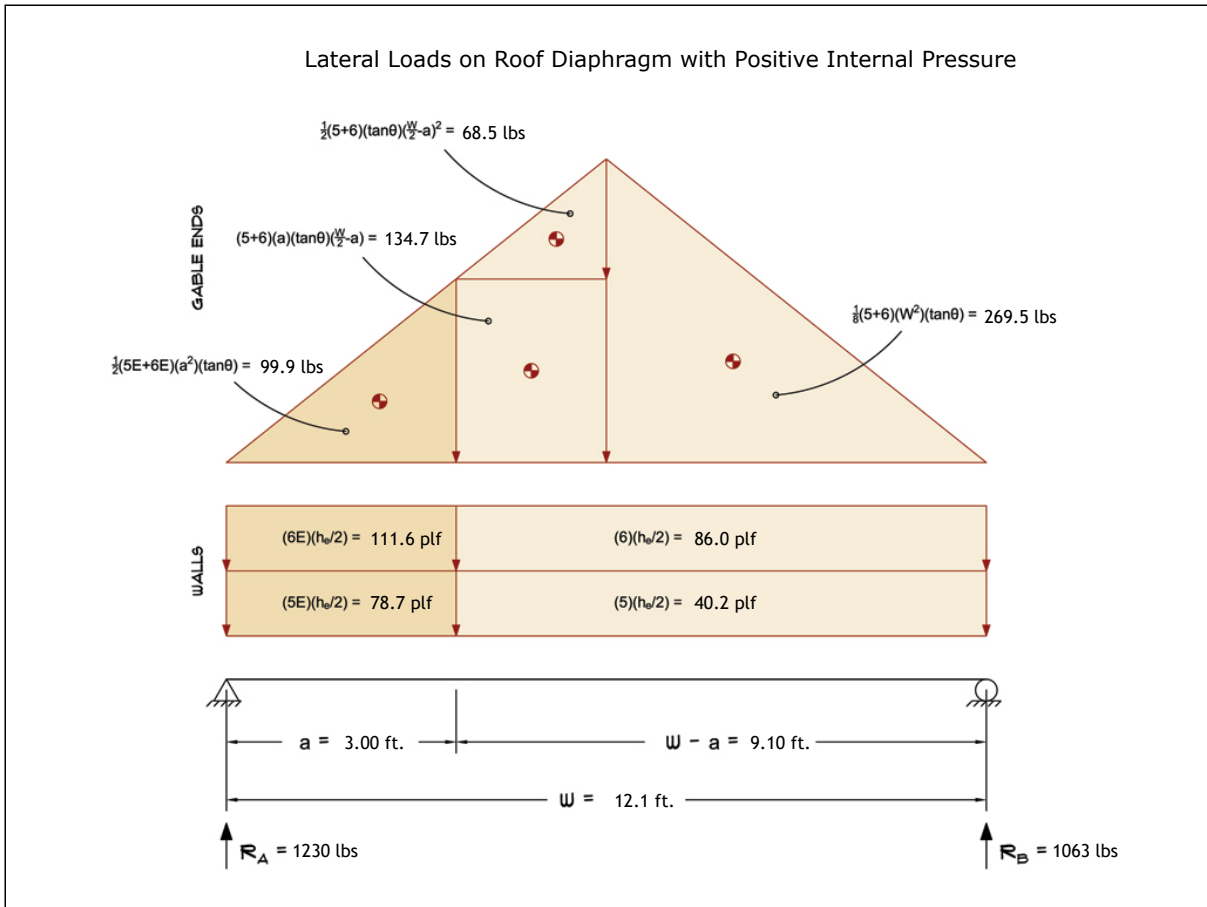 Lateral Loads on Roof Diaphragm with Positive Internal Pressure
½(5+6)(tanθ)(W/2-a)² = 68.5 lbs
GABLE ENDS
(5+6)(a)(tanθ)(W/2-a) = 134.7 lbs
⅛(5+6)(W²)(tanθ) = 269.5 lbs
½(5E+6E)(a²)(tanθ) = 99.9 lbs
WALLS
(6E)(hₑ/2) = 111.6 plf
(6)(hₑ/2) = 86.0 plf
(5E)(hₑ/2) = 78.7 plf
(5)(hₑ/2) = 40.2 plf
a = 3.00 ft.
W - a = 9.10 ft.
W = 12.1 ft.
R_A = 1230 lbs
R_B = 1063 lbs